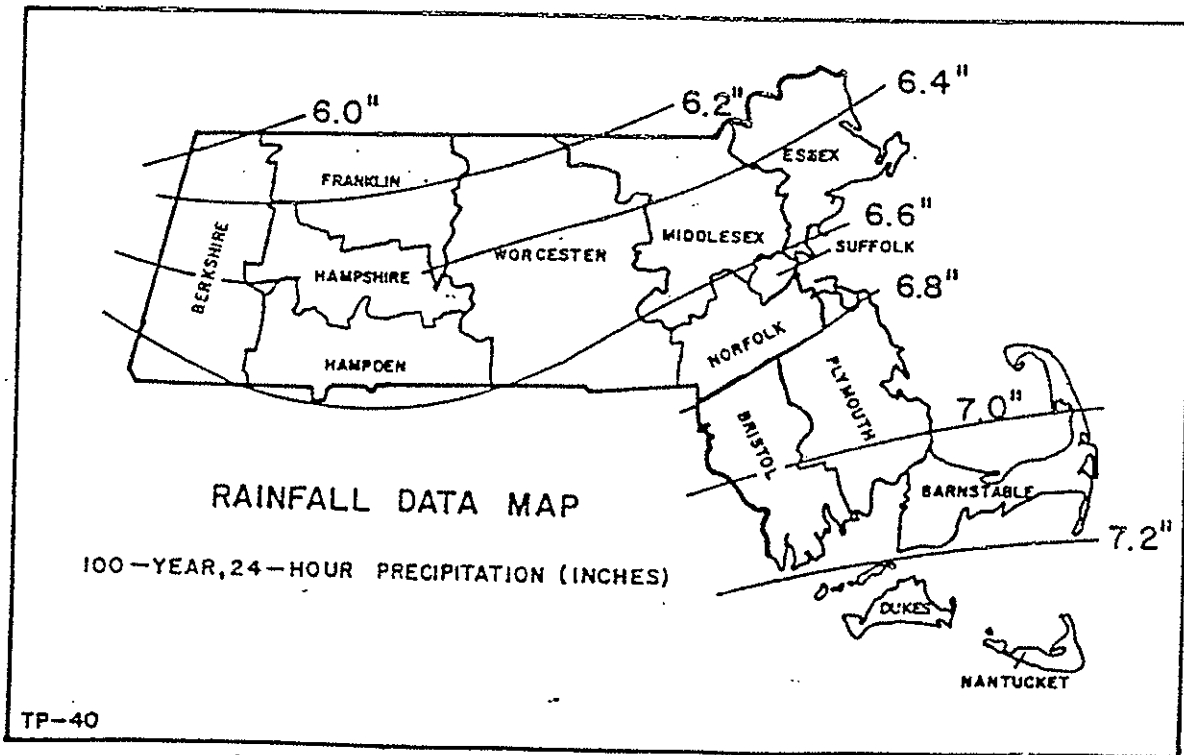 6.0"
6.2"
6.4"
ESSEX
FRANKLIN
6.6"
BERKSHIRE
MIDDLESEX
SUFFOLK
WORCESTER
HAMPSHIRE
6.8"
NORFOLK
HAMPDEN
PLYMOUTH
7.0"
BRISTOL
RAINFALL DATA MAP
BARNSTABLE
7.2"
100-YEAR, 24-HOUR PRECIPITATION (INCHES)
DUKES
NANTUCKET
TP-40